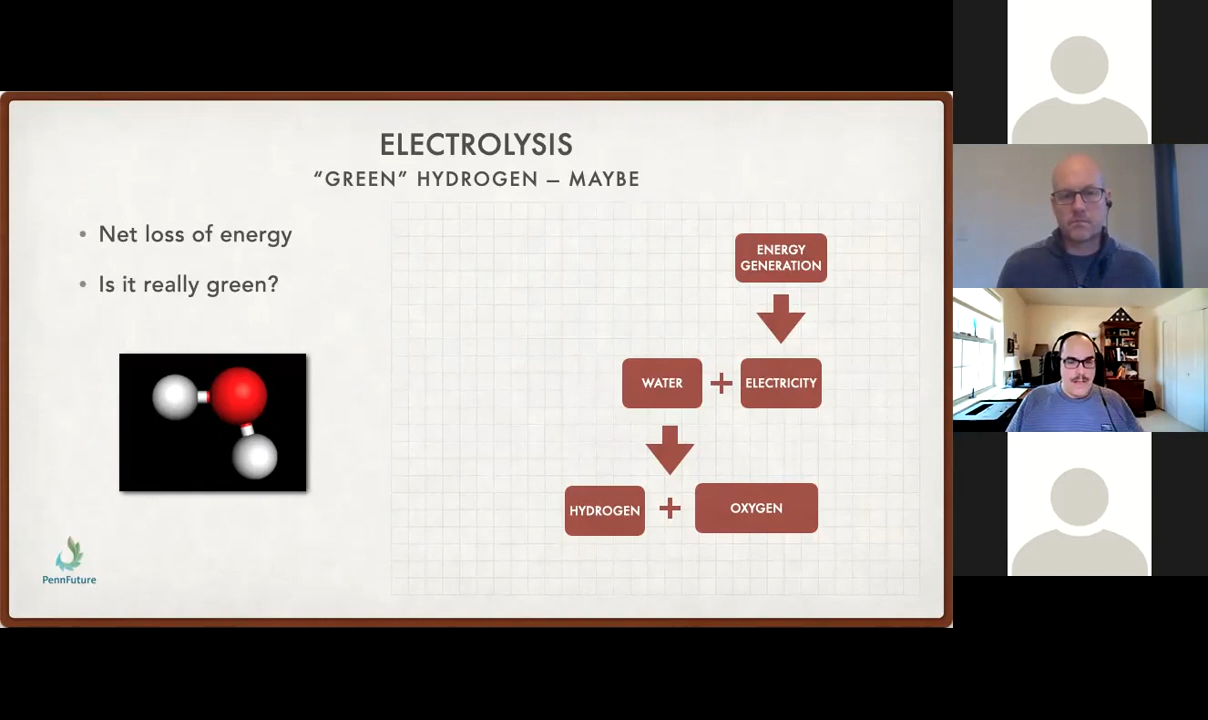 ELECTROLYSIS
“GREEN” HYDROGEN – MAYBE
• Net loss of energy
• Is it really green?
ENERGY
GENERATION
WATER + ELECTRICITY
HYDROGEN + OXYGEN
PennFuture